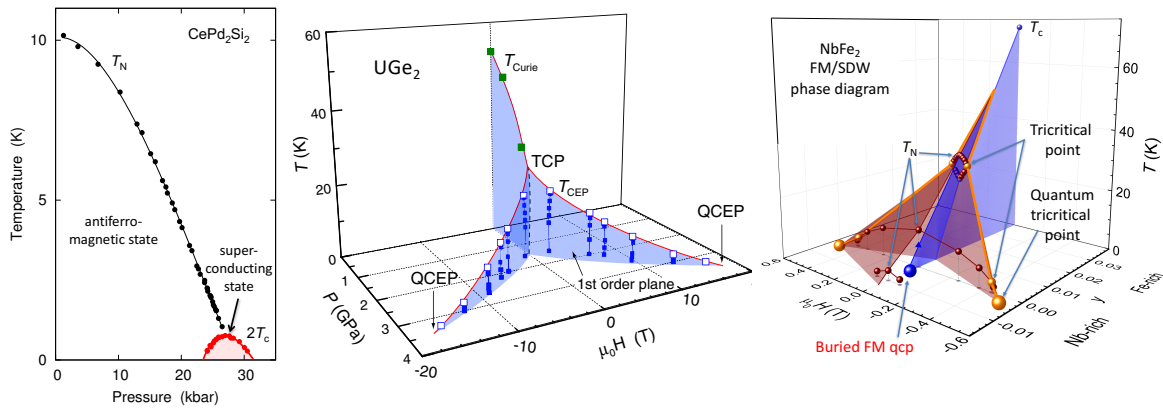 CePd₂Si₂
T_N
10
5
0
Temperature (K)
antiferro-
magnetic state
super-
conducting
state
2T_c
0
10
20
30
Pressure (kbar)
UGe₂
60
40
20
0
T (K)
T_Curie
TCP
T_CEP
QCEP
QCEP
1st order plane
1
2
3
4
P (GPa)
-20
-10
0
10
μ₀H (T)
NbFe₂
FM/SDW
phase diagram
T_c
T_N
Tricritical
point
Quantum
tricritical
point
70
60
40
20
0
T (K)
0.6
0.4
0.2
0.0
-0.2
-0.4
-0.6
μ₀H (T)
0.03
0.02
0.01
0.00
-0.01
y
Fe-rich
Nb-rich
Buried FM qcp